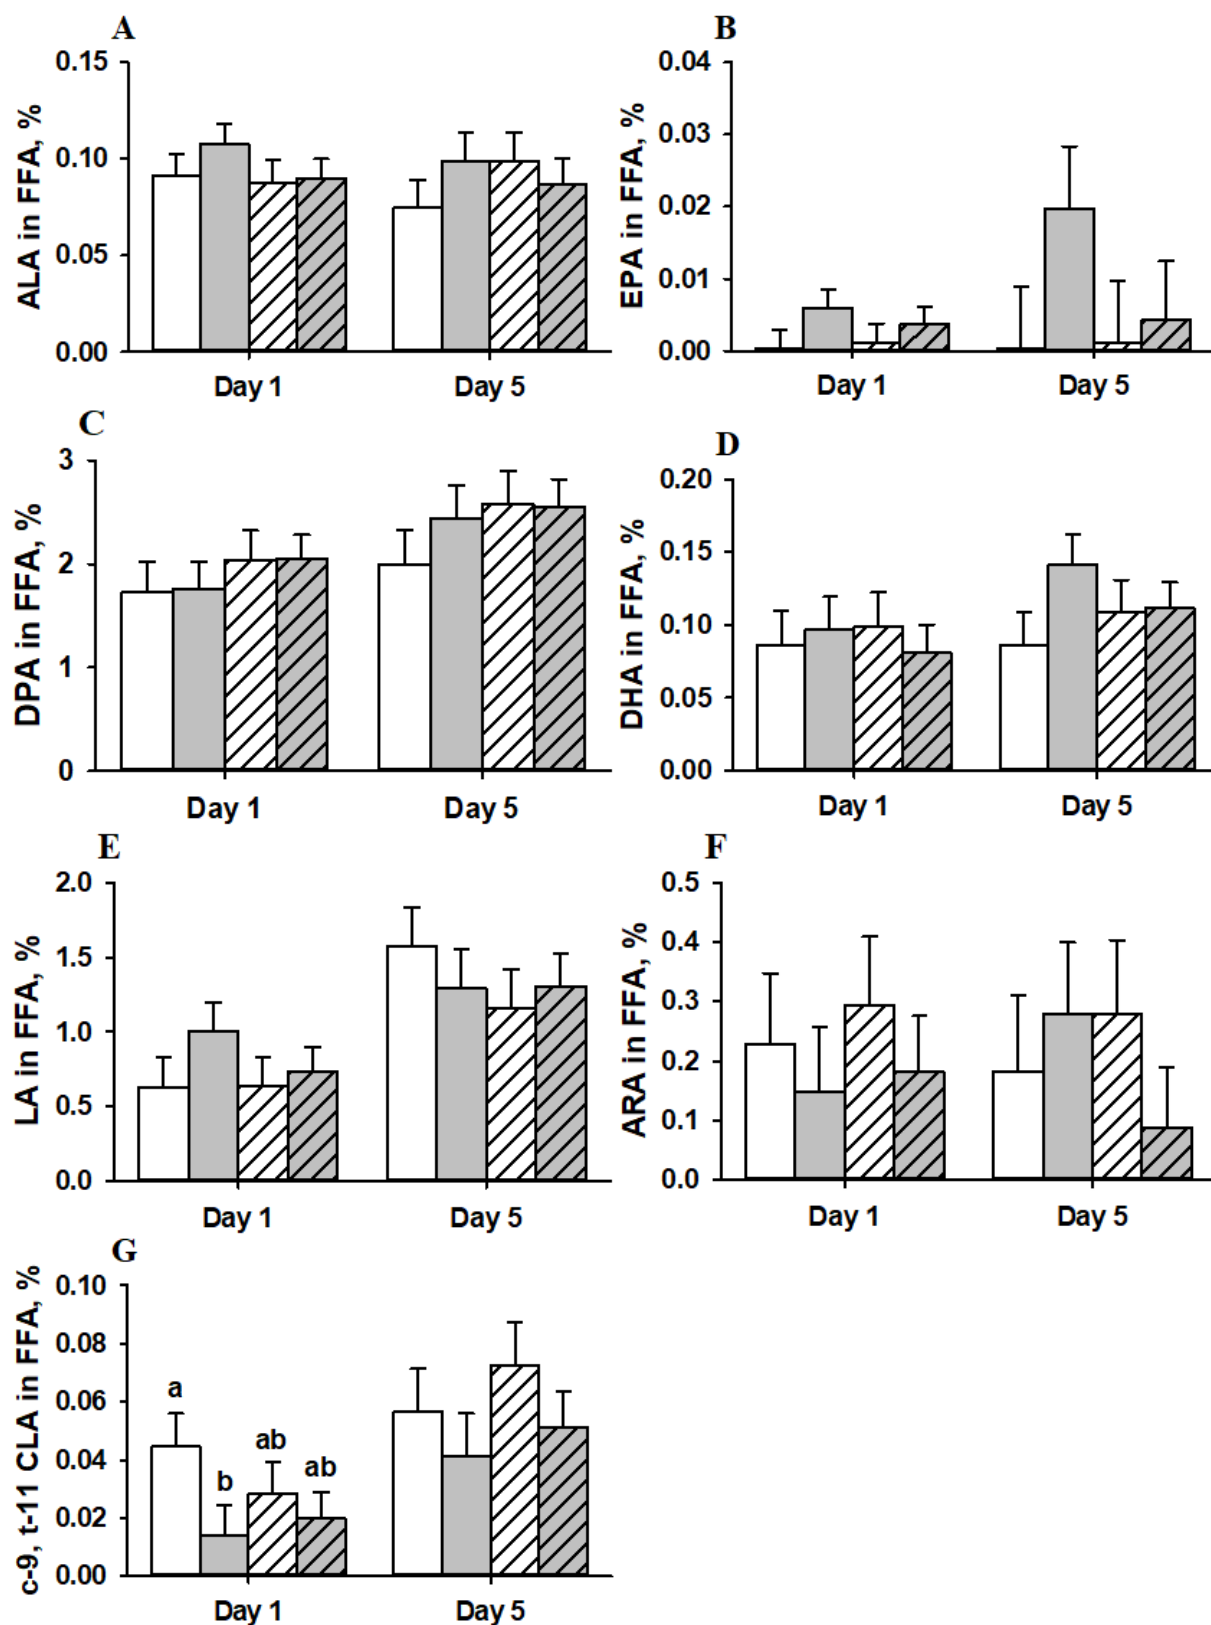 A
ALA in FFA, %
0.15
0.10
0.05
0.00
Day 1
Day 5
B
EPA in FFA, %
0.04
0.03
0.02
0.01
0.00
Day 1
Day 5
C
DPA in FFA, %
3
2
1
0
Day 1
Day 5
D
DHA in FFA, %
0.20
0.15
0.10
0.05
0.00
Day 1
Day 5
E
LA in FFA, %
2.0
1.5
1.0
0.5
0.0
Day 1
Day 5
F
ARA in FFA, %
0.5
0.4
0.3
0.2
0.1
0.0
Day 1
Day 5
G
c-9, t-11 CLA in FFA, %
0.10
0.08
0.06
0.04
0.02
0.00
a
b
ab
ab
Day 1
Day 5